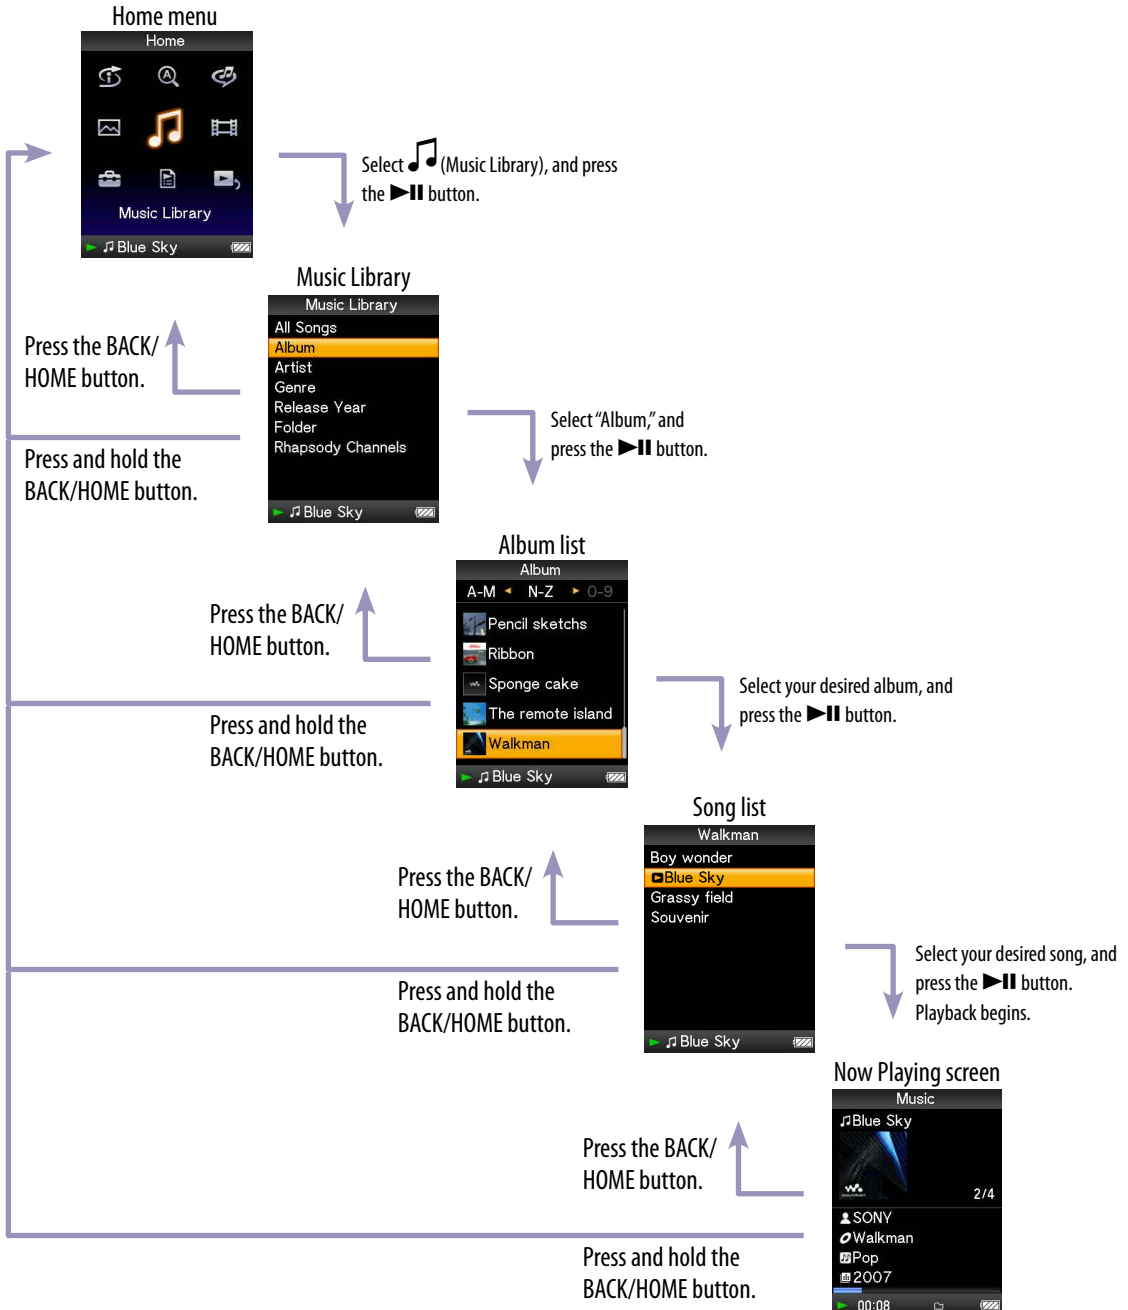 Home menu
Home
Music Library
Blue Sky
Select (Music Library), and press
the button.
Music Library
Music Library
All Songs
Album
Artist
Genre
Release Year
Folder
Rhapsody Channels
Blue Sky
Press the BACK/
HOME button.
Press and hold the
BACK/HOME button.
Select “Album,” and
press the button.
Album list
Album
A-M N-Z 0-9
Pencil sketchs
Ribbon
Sponge cake
The remote island
Walkman
Blue Sky
Press the BACK/
HOME button.
Press and hold the
BACK/HOME button.
Select your desired album, and
press the button.
Song list
Walkman
Boy wonder
Blue Sky
Grassy field
Souvenir
Blue Sky
Press the BACK/
HOME button.
Press and hold the
BACK/HOME button.
Select your desired song, and
press the button.
Playback begins.
Now Playing screen
Music
Blue Sky
2/4
SONY
Walkman
Pop
2007
00:08
Press the BACK/
HOME button.
Press and hold the
BACK/HOME button.